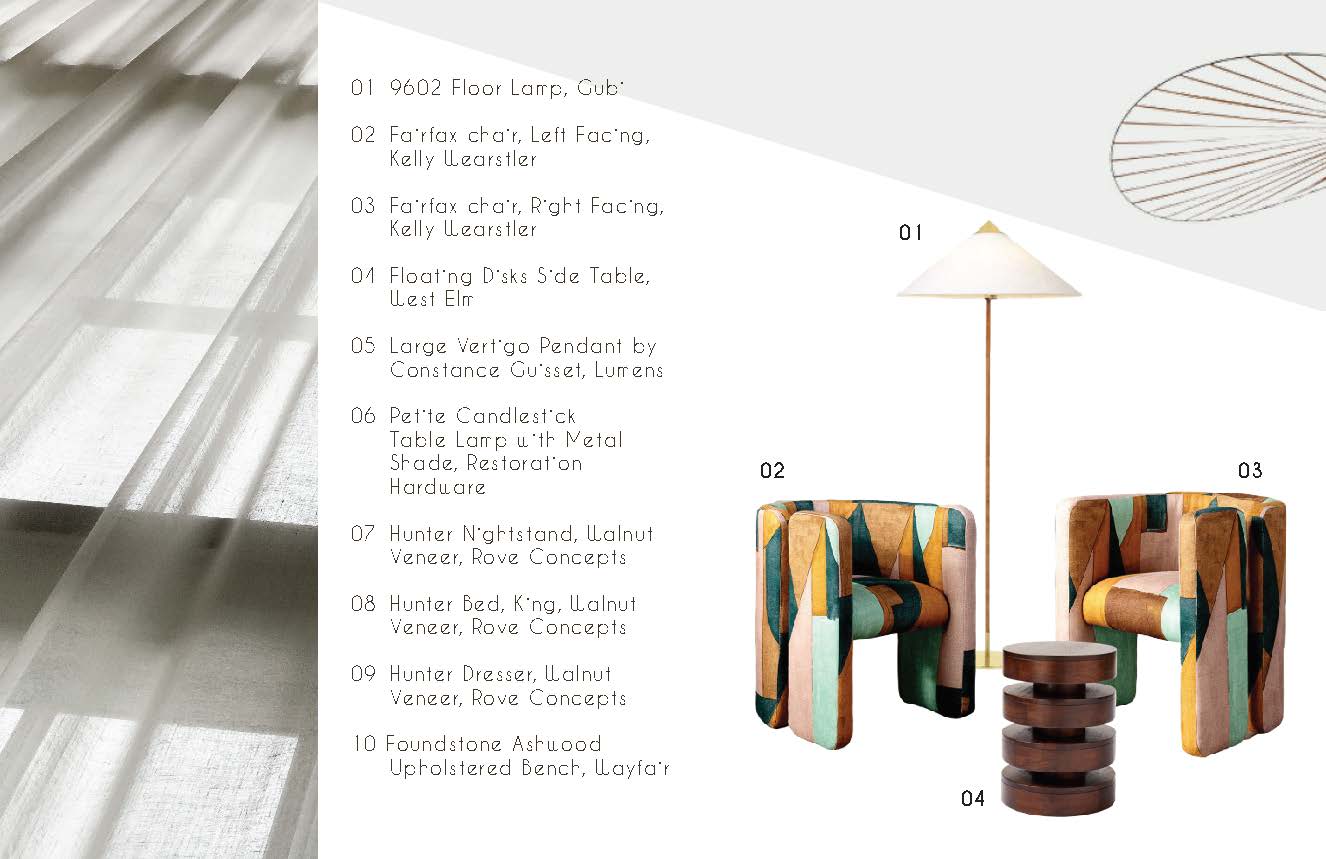 01 9602 Floor Lamp, Gubi
02 Fairfax chair, Left Facing,
Kelly Wearstler
03 Fairfax chair, Right Facing,
Kelly Wearstler
04 Floating Disks Side Table,
West Elm
05 Large Vertigo Pendant by
Constance Guisset, Lumens
06 Petite Candlestick
Table Lamp with Metal
Shade, Restoration
Hardware
07 Hunter Nightstand, Walnut
Veneer, Rove Concepts
08 Hunter Bed, King, Walnut
Veneer, Rove Concepts
09 Hunter Dresser, Walnut
Veneer, Rove Concepts
10 Foundstone Ashwood
Upholstered Bench, Wayfair
01
02
03
04